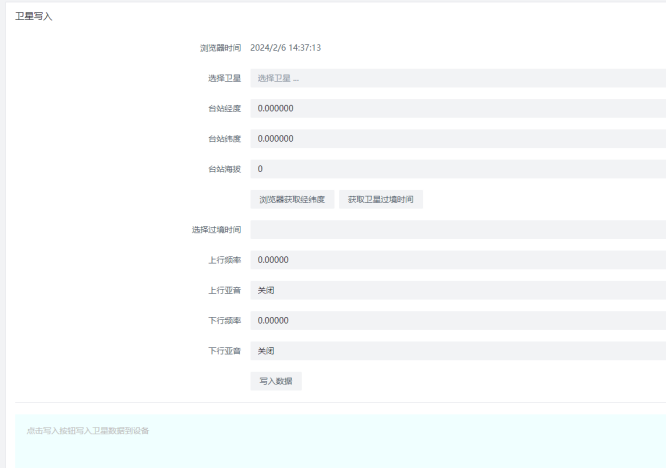 卫星写入
浏览器时间 2024/2/6 14:37:13
选择卫星 选择卫星 ...
台站经度 0.000000
台站纬度 0.000000
台站海拔 0
浏览器获取经纬度 获取卫星过境时间
选择过境时间
上行频率 0.00000
上行亚音 关闭
下行频率 0.00000
下行亚音 关闭
写入数据
点击写入按钮写入卫星数据到设备